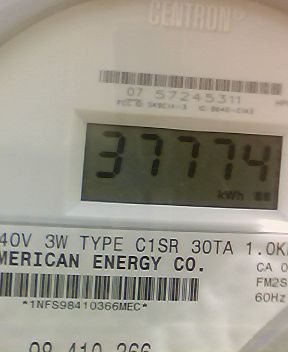 CENTRON
07 57245311
37774
kWh
40V 3W TYPE C1SR 30TA 1.0K
MERICAN ENERGY CO.
CA 0
FM2S
60Hz
*1NFS98410366MEC*
98 410 366